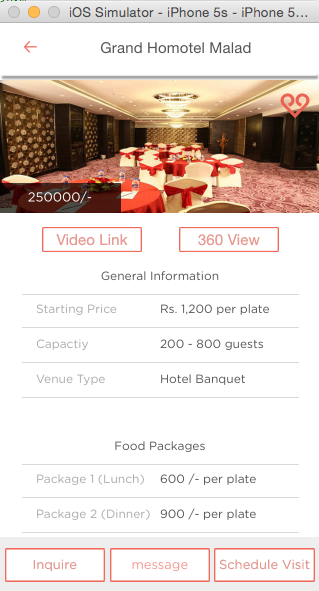 iOS Simulator - iPhone 5s - iPhone 5...
Grand Homotel Malad
250000/-
Video Link
360 View
General Information
Starting Price Rs. 1,200 per plate
Capactiy 200 - 800 guests
Venue Type Hotel Banquet
Food Packages
Package 1 (Lunch) 600 /- per plate
Package 2 (Dinner) 900 /- per plate
Inquire
message
Schedule Visit